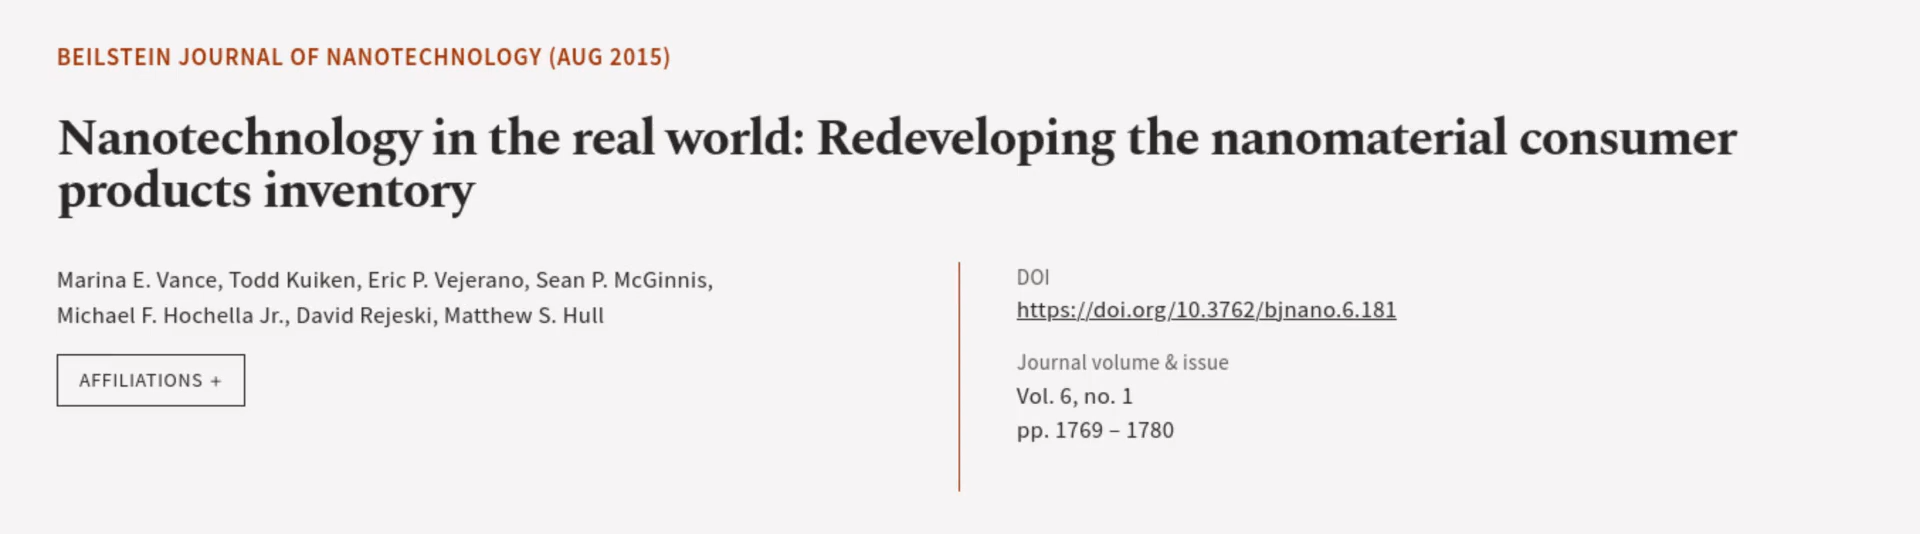 BEILSTEIN JOURNAL OF NANOTECHNOLOGY (AUG 2015)
Nanotechnology in the real world: Redeveloping the nanomaterial consumer
products inventory
Marina E. Vance, Todd Kuiken, Eric P. Vejerano, Sean P. McGinnis,
Michael F. Hochella Jr., David Rejeski, Matthew S. Hull
AFFILIATIONS +
DOI
https://doi.org/10.3762/bjnano.6.181
Journal volume & issue
Vol. 6, no. 1
pp. 1769 – 1780